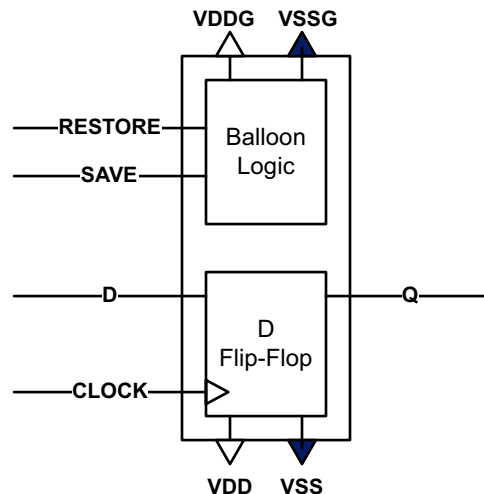 VDDG VSSG
RESTORE
Balloon
Logic
SAVE
D
Q
D
Flip-Flop
CLOCK
VDD VSS